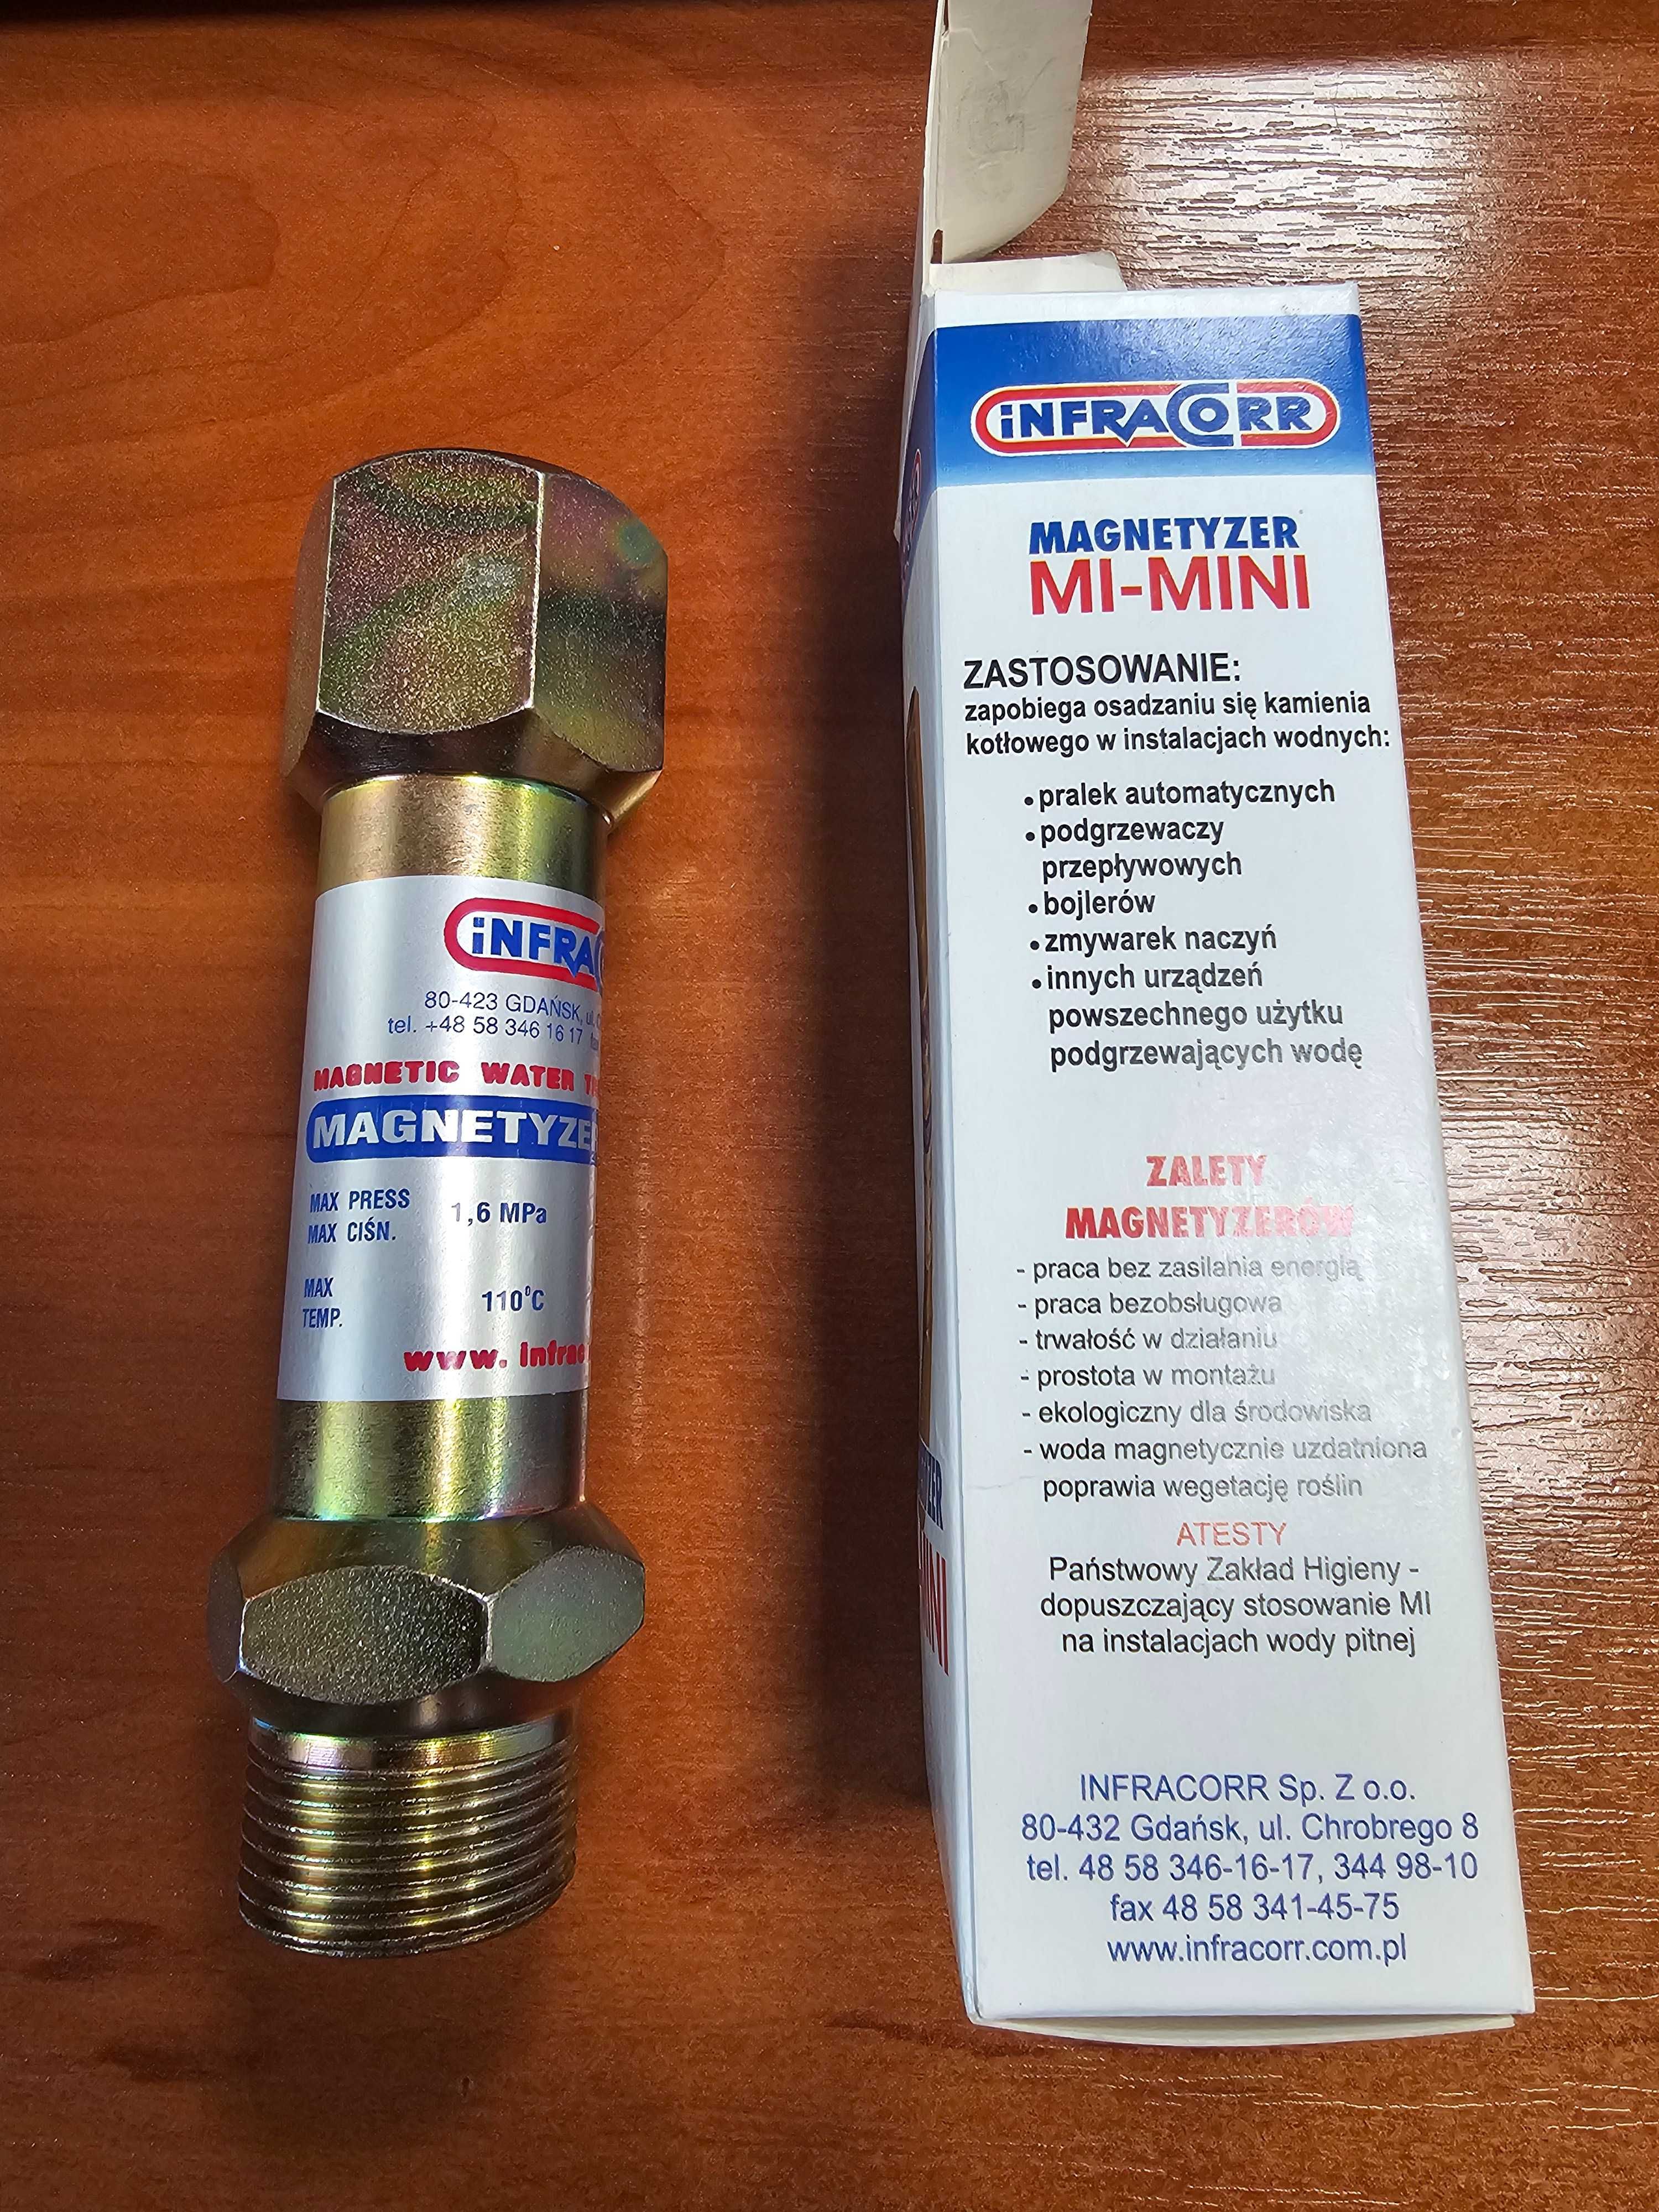 iNFRA
80-423 GDAŃSK, ul.
tel. +48 58 346 16 17
MAGNETIC WATER
MAGNETYZE
MAX PRESS
MAX CIŚN.
1,6 MPa
MAX
TEMP.
110°C
www. infrac
iNFRACORR
MAGNETYZER
MI-MINI
ZASTOSOWANIE:
zapobiega osadzaniu się kamienia
kotłowego w instalacjach wodnych:
• pralek automatycznych
• podgrzewaczy
przepływowych
• bojlerów
• zmywarek naczyń
• innych urządzeń
powszechnego użytku
podgrzewających wodę
ZALETY
MAGNETYZERÓW
- praca bez zasilania energią
- praca bezobsługowa
- trwałość w działaniu
- prostota w montażu
- ekologiczny dla środowiska
- woda magnetycznie uzdatniona
poprawia wegetację roślin
ATESTY
Państwowy Zakład Higieny -
dopuszczający stosowanie MI
na instalacjach wody pitnej
INFRACORR Sp. Z o.o.
80-432 Gdańsk, ul. Chrobrego 8
tel. 48 58 346-16-17, 344 98-10
fax 48 58 341-45-75
www.infracorr.com.pl